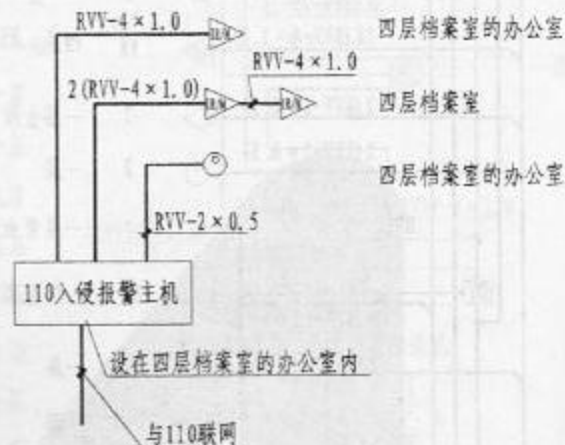 RVV-4×1.0
IR/M
四层档案室的办公室
RVV-4×1.0
2(RVV-4×1.0)
IR/M
IR/M
四层档案室
四层档案室的办公室
RVV-2×0.5
110入侵报警主机
设在四层档案室的办公室内
与110联网